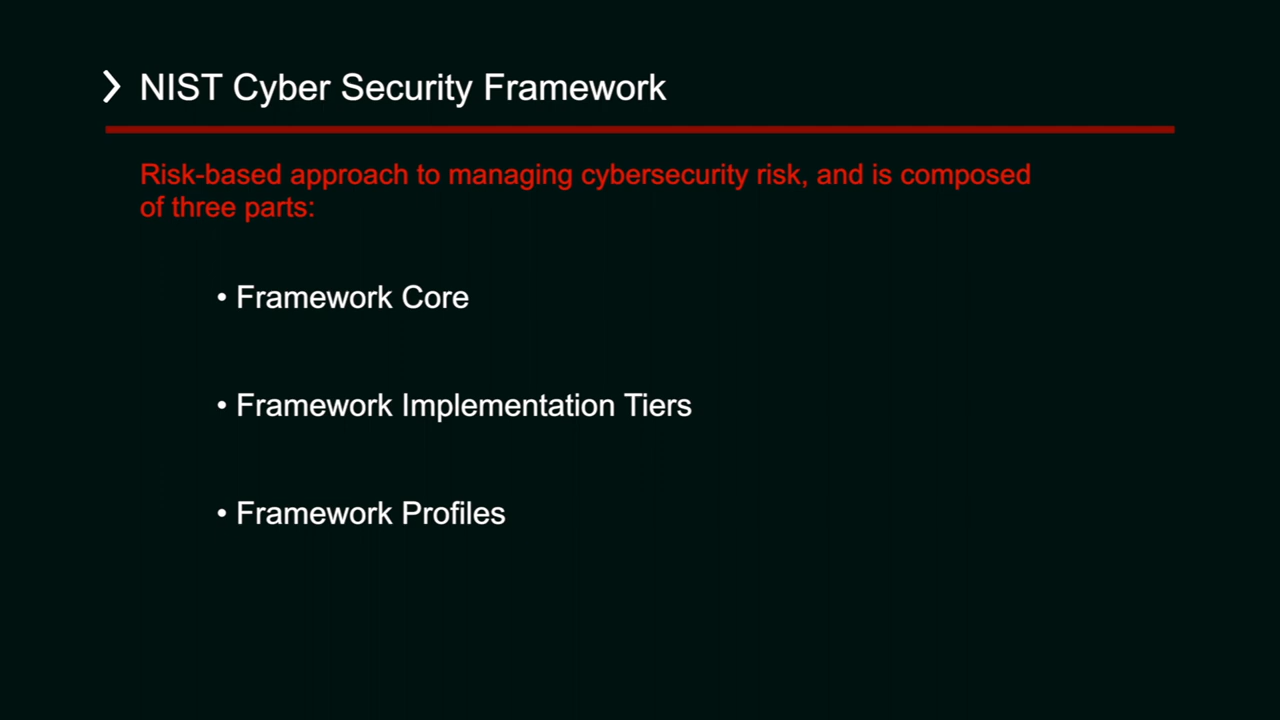 NIST Cyber Security Framework
Risk-based approach to managing cybersecurity risk, and is composed
of three parts:
• Framework Core
• Framework Implementation Tiers
• Framework Profiles